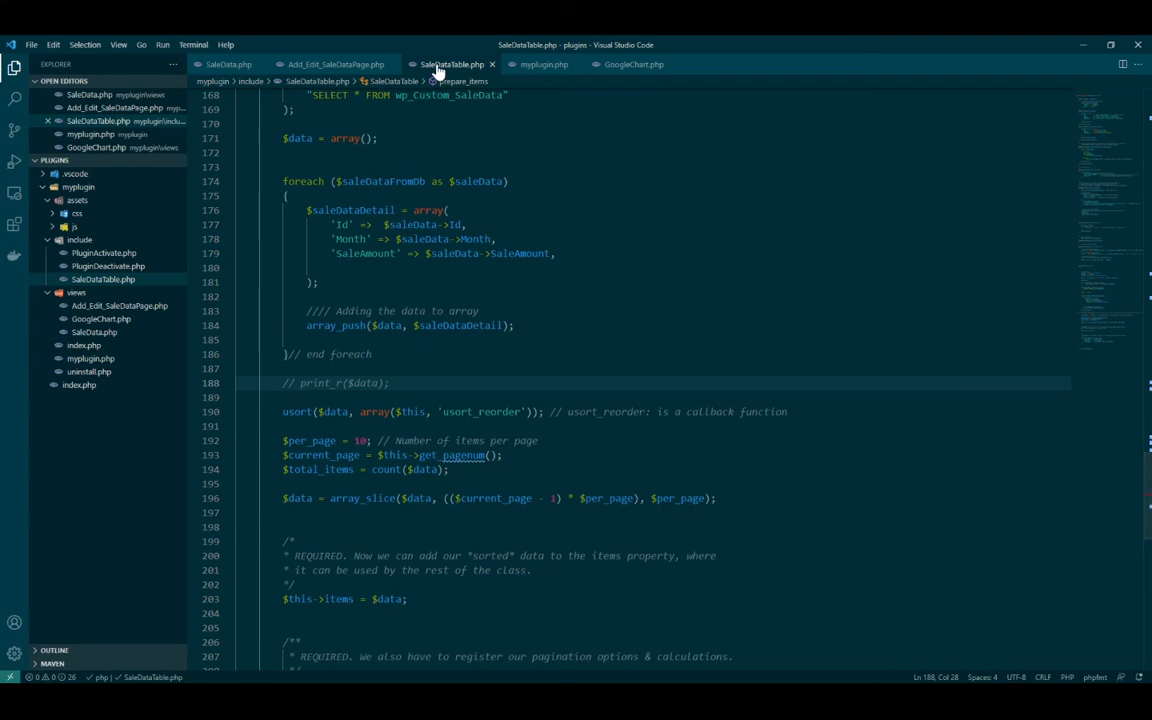 File Edit Selection View Go Run Terminal Help
SaleDataTable.php - plugins - Visual Studio Code
EXPLORER
SaleData.php Add_Edit_SaleDataPage.php SaleDataTable.php myplugin.php GoogleChart.php
OPEN EDITORS
SaleData.php myplugin\views
Add_Edit_SaleDataPage.php myp...
SaleDataTable.php myplugin\inclu...
myplugin.php myplugin
GoogleChart.php myplugin\views
PLUGINS
.vscode
myplugin
assets
css
js
include
PluginActivate.php
PluginDeactivate.php
SaleDataTable.php
views
Add_Edit_SaleDataPage.php
GoogleChart.php
SaleData.php
index.php
myplugin.php
uninstall.php
index.php
OUTLINE
MAVEN
myplugin > include > SaleDataTable.php > SaleDataTable > prepare_items
168 "SELECT * FROM wp_Custom_SaleData"
169 );
170
171 $data = array();
172
173
174 foreach ($saleDataFromDb as $saleData)
175 {
176 $saleDataDetail = array(
177 'Id' => $saleData->Id,
178 'Month' => $saleData->Month,
179 'SaleAmount' => $saleData->SaleAmount,
180
181 );
182
183 //// Adding the data to array
184 array_push($data, $saleDataDetail);
185
186 }// end foreach
187
188 // print_r($data);
189
190 usort($data, array($this, 'usort_reorder')); // usort_reorder: is a callback function
191
192 $per_page = 10; // Number of items per page
193 $current_page = $this->get_pagenum();
194 $total_items = count($data);
195
196 $data = array_slice($data, (($current_page - 1) * $per_page), $per_page);
197
198
199 /*
200 * REQUIRED. Now we can add our *sorted* data to the items property, where
201 * it can be used by the rest of the class.
202 */
203 $this->items = $data;
204
205
206 /**
207 * REQUIRED. We also have to register our pagination options & calculations.
208 */
0 0 26 php SaleDataTable.php
Ln 188, Col 28 Spaces: 4 UTF-8 CRLF PHP phpfmt